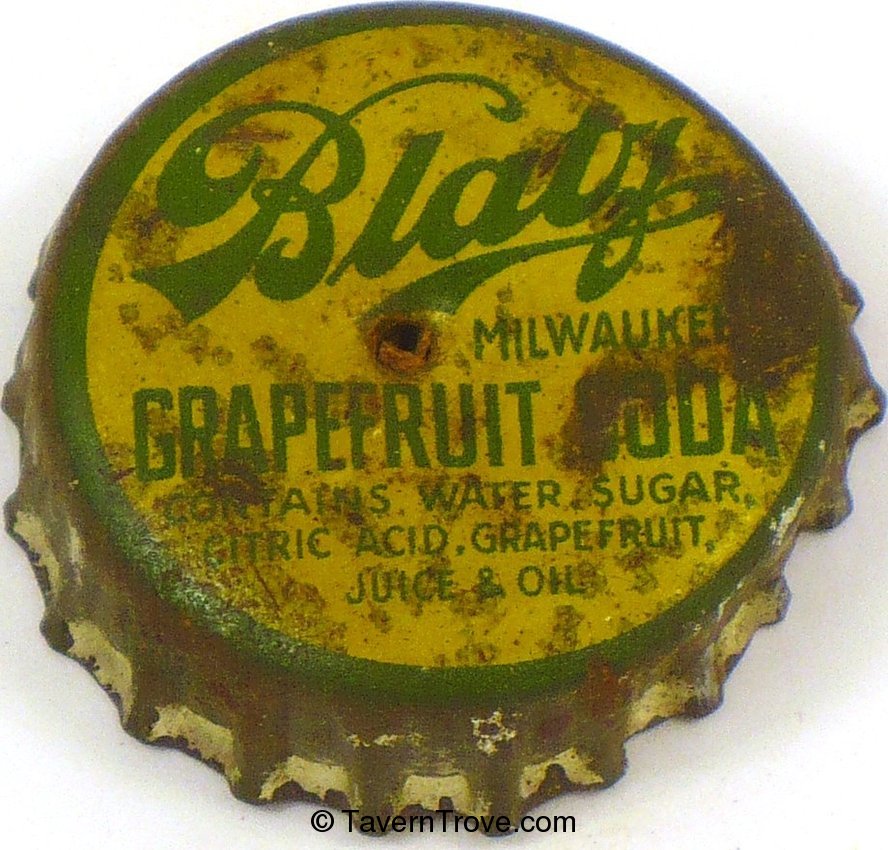 Blatz
MILWAUKEE
GRAPEFRUIT SODA
CONTAINS WATER, SUGAR,
CITRIC ACID, GRAPEFRUIT,
JUICE & OIL
© TavernTrove.com